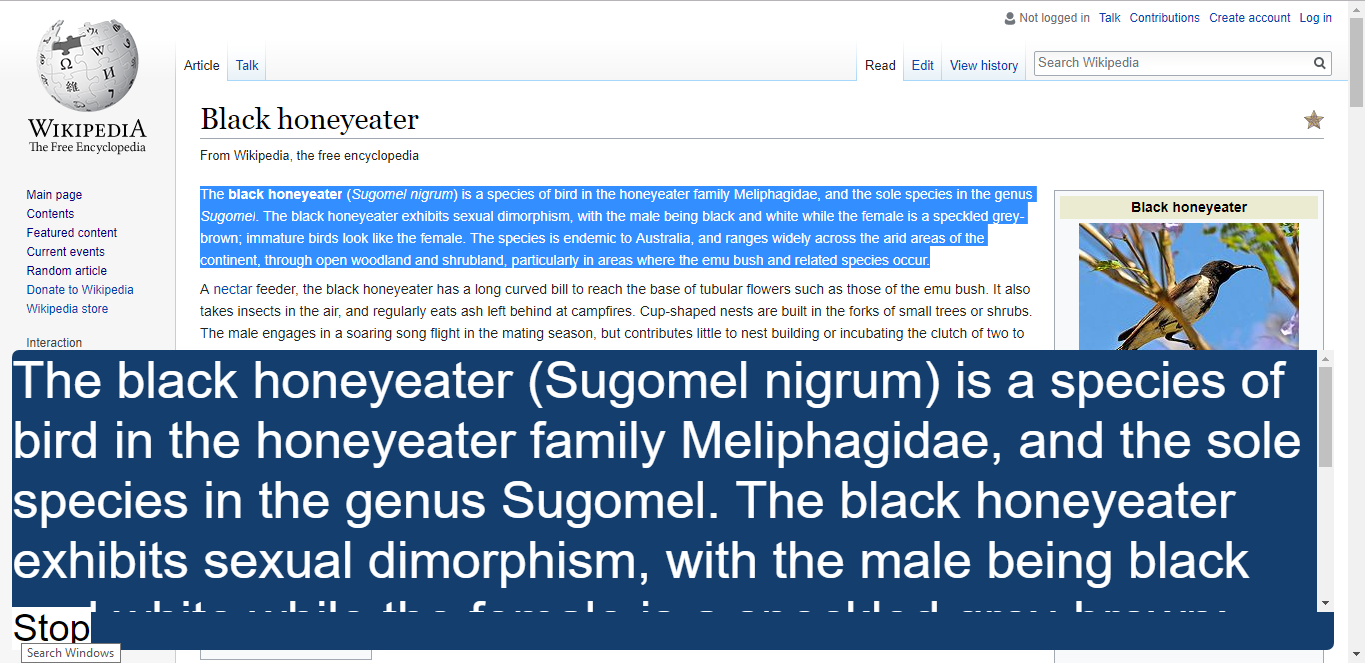 Not logged in Talk Contributions Create account Log in
Article Talk Read Edit View history Search Wikipedia
WIKIPEDIA
The Free Encyclopedia
Main page
Contents
Featured content
Current events
Random article
Donate to Wikipedia
Wikipedia store
Interaction
Black honeyeater
From Wikipedia, the free encyclopedia
The black honeyeater (Sugomel nigrum) is a species of bird in the honeyeater family Meliphagidae, and the sole species in the genus
Sugomel. The black honeyeater exhibits sexual dimorphism, with the male being black and white while the female is a speckled grey-
brown; immature birds look like the female. The species is endemic to Australia, and ranges widely across the arid areas of the
continent, through open woodland and shrubland, particularly in areas where the emu bush and related species occur.
A nectar feeder, the black honeyeater has a long curved bill to reach the base of tubular flowers such as those of the emu bush. It also
takes insects in the air, and regularly eats ash left behind at campfires. Cup-shaped nests are built in the forks of small trees or shrubs.
The male engages in a soaring song flight in the mating season, but contributes little to nest building or incubating the clutch of two to
Black honeyeater
The black honeyeater (Sugomel nigrum) is a species of
bird in the honeyeater family Meliphagidae, and the sole
species in the genus Sugomel. The black honeyeater
exhibits sexual dimorphism, with the male being black
and white while the female is a speckled grey-brown;
Stop
Search Windows